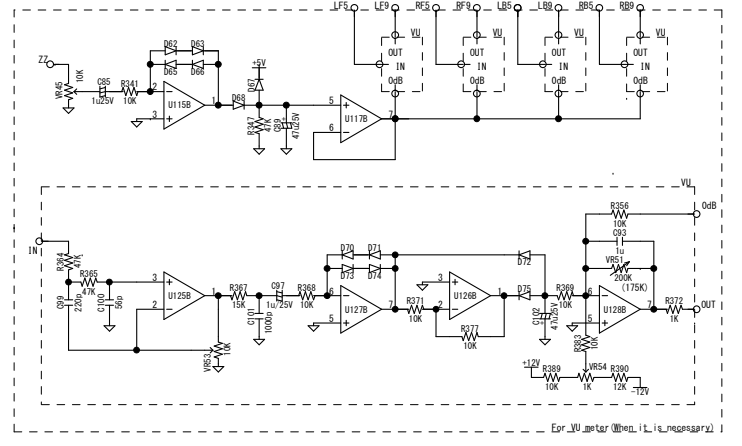 LF5 LF9 RF5 RF9 LB5 LB9 RB5 RB9
VU VU VU VU
OUT OUT OUT OUT
IN IN IN IN
0dB 0dB 0dB 0dB
ZZ
VR45
10K
C85
1u25V
R341
10K
D62 D63
D65 D66
2
3
1
U115B
D68
+5V
D67
R347
47K
C89
47u25V
5
6
7
U117B
VU
IN
R364
47K
R365
47K
C99
220p
C100
56p
3
2
1
U125B
VR53
10K
R367
15K
C101
1000p
C97
1u/25V
R368
10K
D70 D71
D73 D74
6
5
7
U127B
R371
10K
3
2
1
U126B
R377
10K
D72
D75
C102
47u25V
R369
10K
R356
10K
0dB
C93
1u
VR51
200K
(175K)
6
5
7
U128B
R372
1K
OUT
R383
10K
+12V
R389
10K
VR54
1K
R390
12K
-12V
For VU meter(When it is necessary)